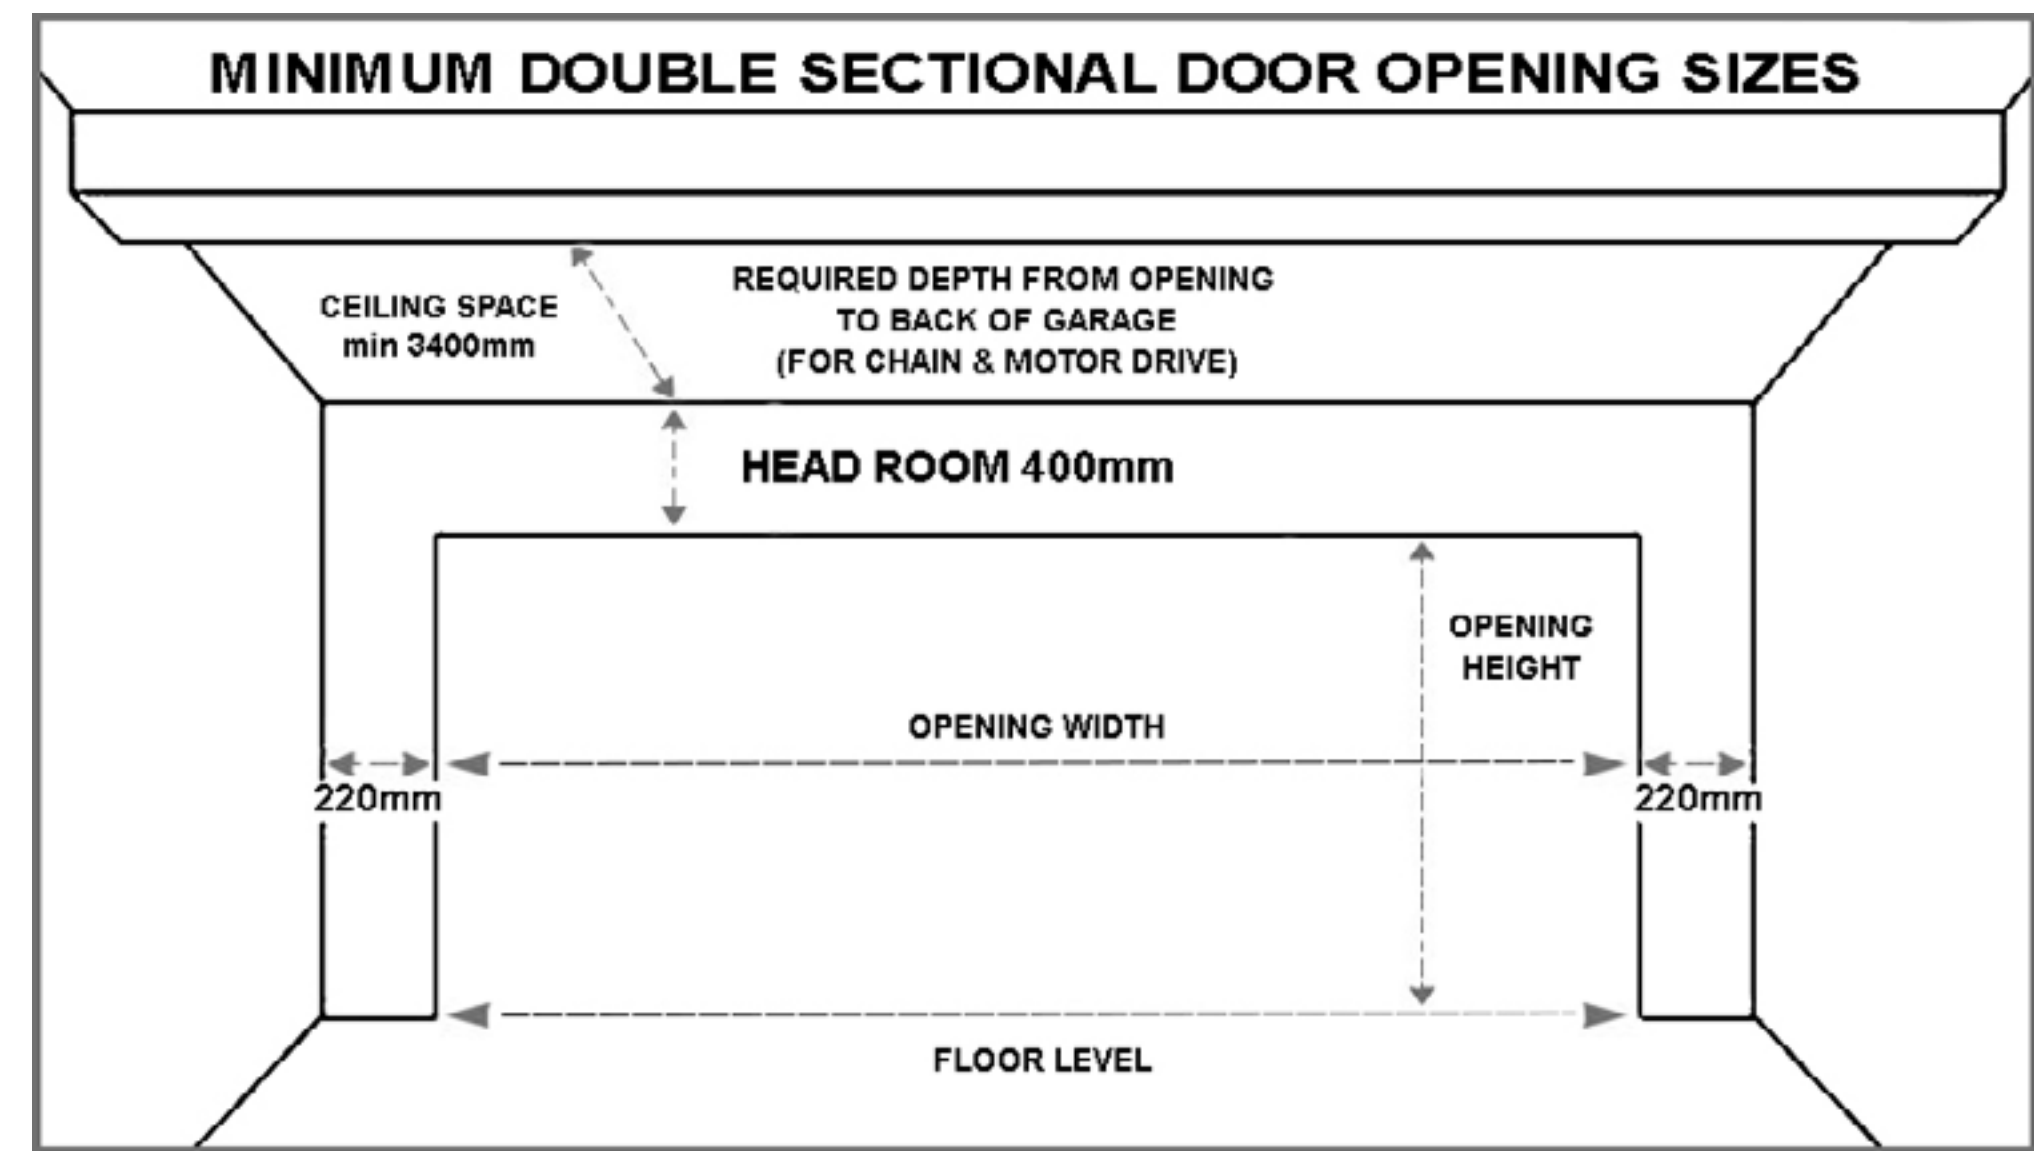 MINIMUM DOUBLE SECTIONAL DOOR OPENING SIZES
CEILING SPACE
min 3400mm
REQUIRED DEPTH FROM OPENING
TO BACK OF GARAGE
(FOR CHAIN & MOTOR DRIVE)
HEAD ROOM 400mm
OPENING
HEIGHT
OPENING WIDTH
220mm
220mm
FLOOR LEVEL